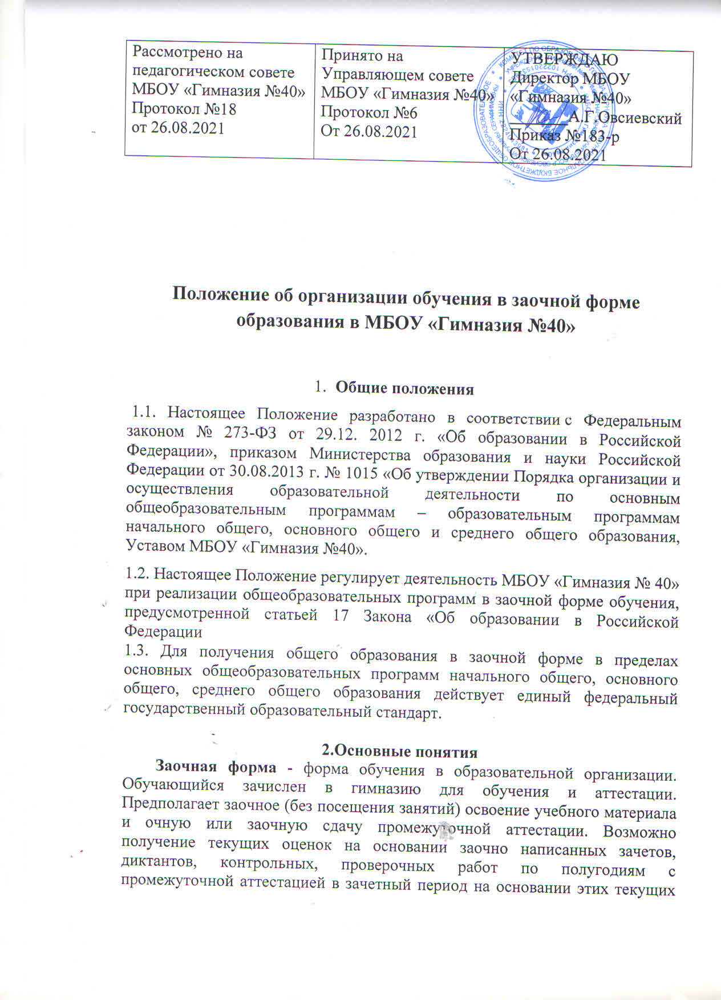 Рассмотрено на
педагогическом совете
МБОУ «Гимназия №40»
Протокол №18
от 26.08.2021
Принято на
Управляющем совете
МБОУ «Гимназия №40»
Протокол №6
От 26.08.2021
УТВЕРЖДАЮ
Директор МБОУ
«Гимназия №40»
А.Г.Овсиевский
Приказ №183-р
От 26.08.2021
Положение об организации обучения в заочной форме
образования в МБОУ «Гимназия №40»
1. Общие положения
1.1. Настоящее Положение разработано в соответствии с Федеральным
законом № 273-ФЗ от 29.12. 2012 г. «Об образовании в Российской
Федерации», приказом Министерства образования и науки Российской
Федерации от 30.08.2013 г. № 1015 «Об утверждении Порядка организации и
осуществления образовательной деятельности по основным
общеобразовательным программам – образовательным программам
начального общего, основного общего и среднего общего образования,
Уставом МБОУ «Гимназия №40».
1.2. Настоящее Положение регулирует деятельность МБОУ «Гимназия № 40»
при реализации общеобразовательных программ в заочной форме обучения,
предусмотренной статьей 17 Закона «Об образовании в Российской
Федерации
1.3. Для получения общего образования в заочной форме в пределах
основных общеобразовательных программ начального общего, основного
общего, среднего общего образования действует единый федеральный
государственный образовательный стандарт.
2.Основные понятия
Заочная форма - форма обучения в образовательной организации.
Обучающийся зачислен в гимназию для обучения и аттестации.
Предполагает заочное (без посещения занятий) освоение учебного материала
и очную или заочную сдачу промежуточной аттестации. Возможно
получение текущих оценок на основании заочно написанных зачетов,
диктантов, контрольных, проверочных работ по полугодиям с
промежуточной аттестацией в зачетный период на основании этих текущих